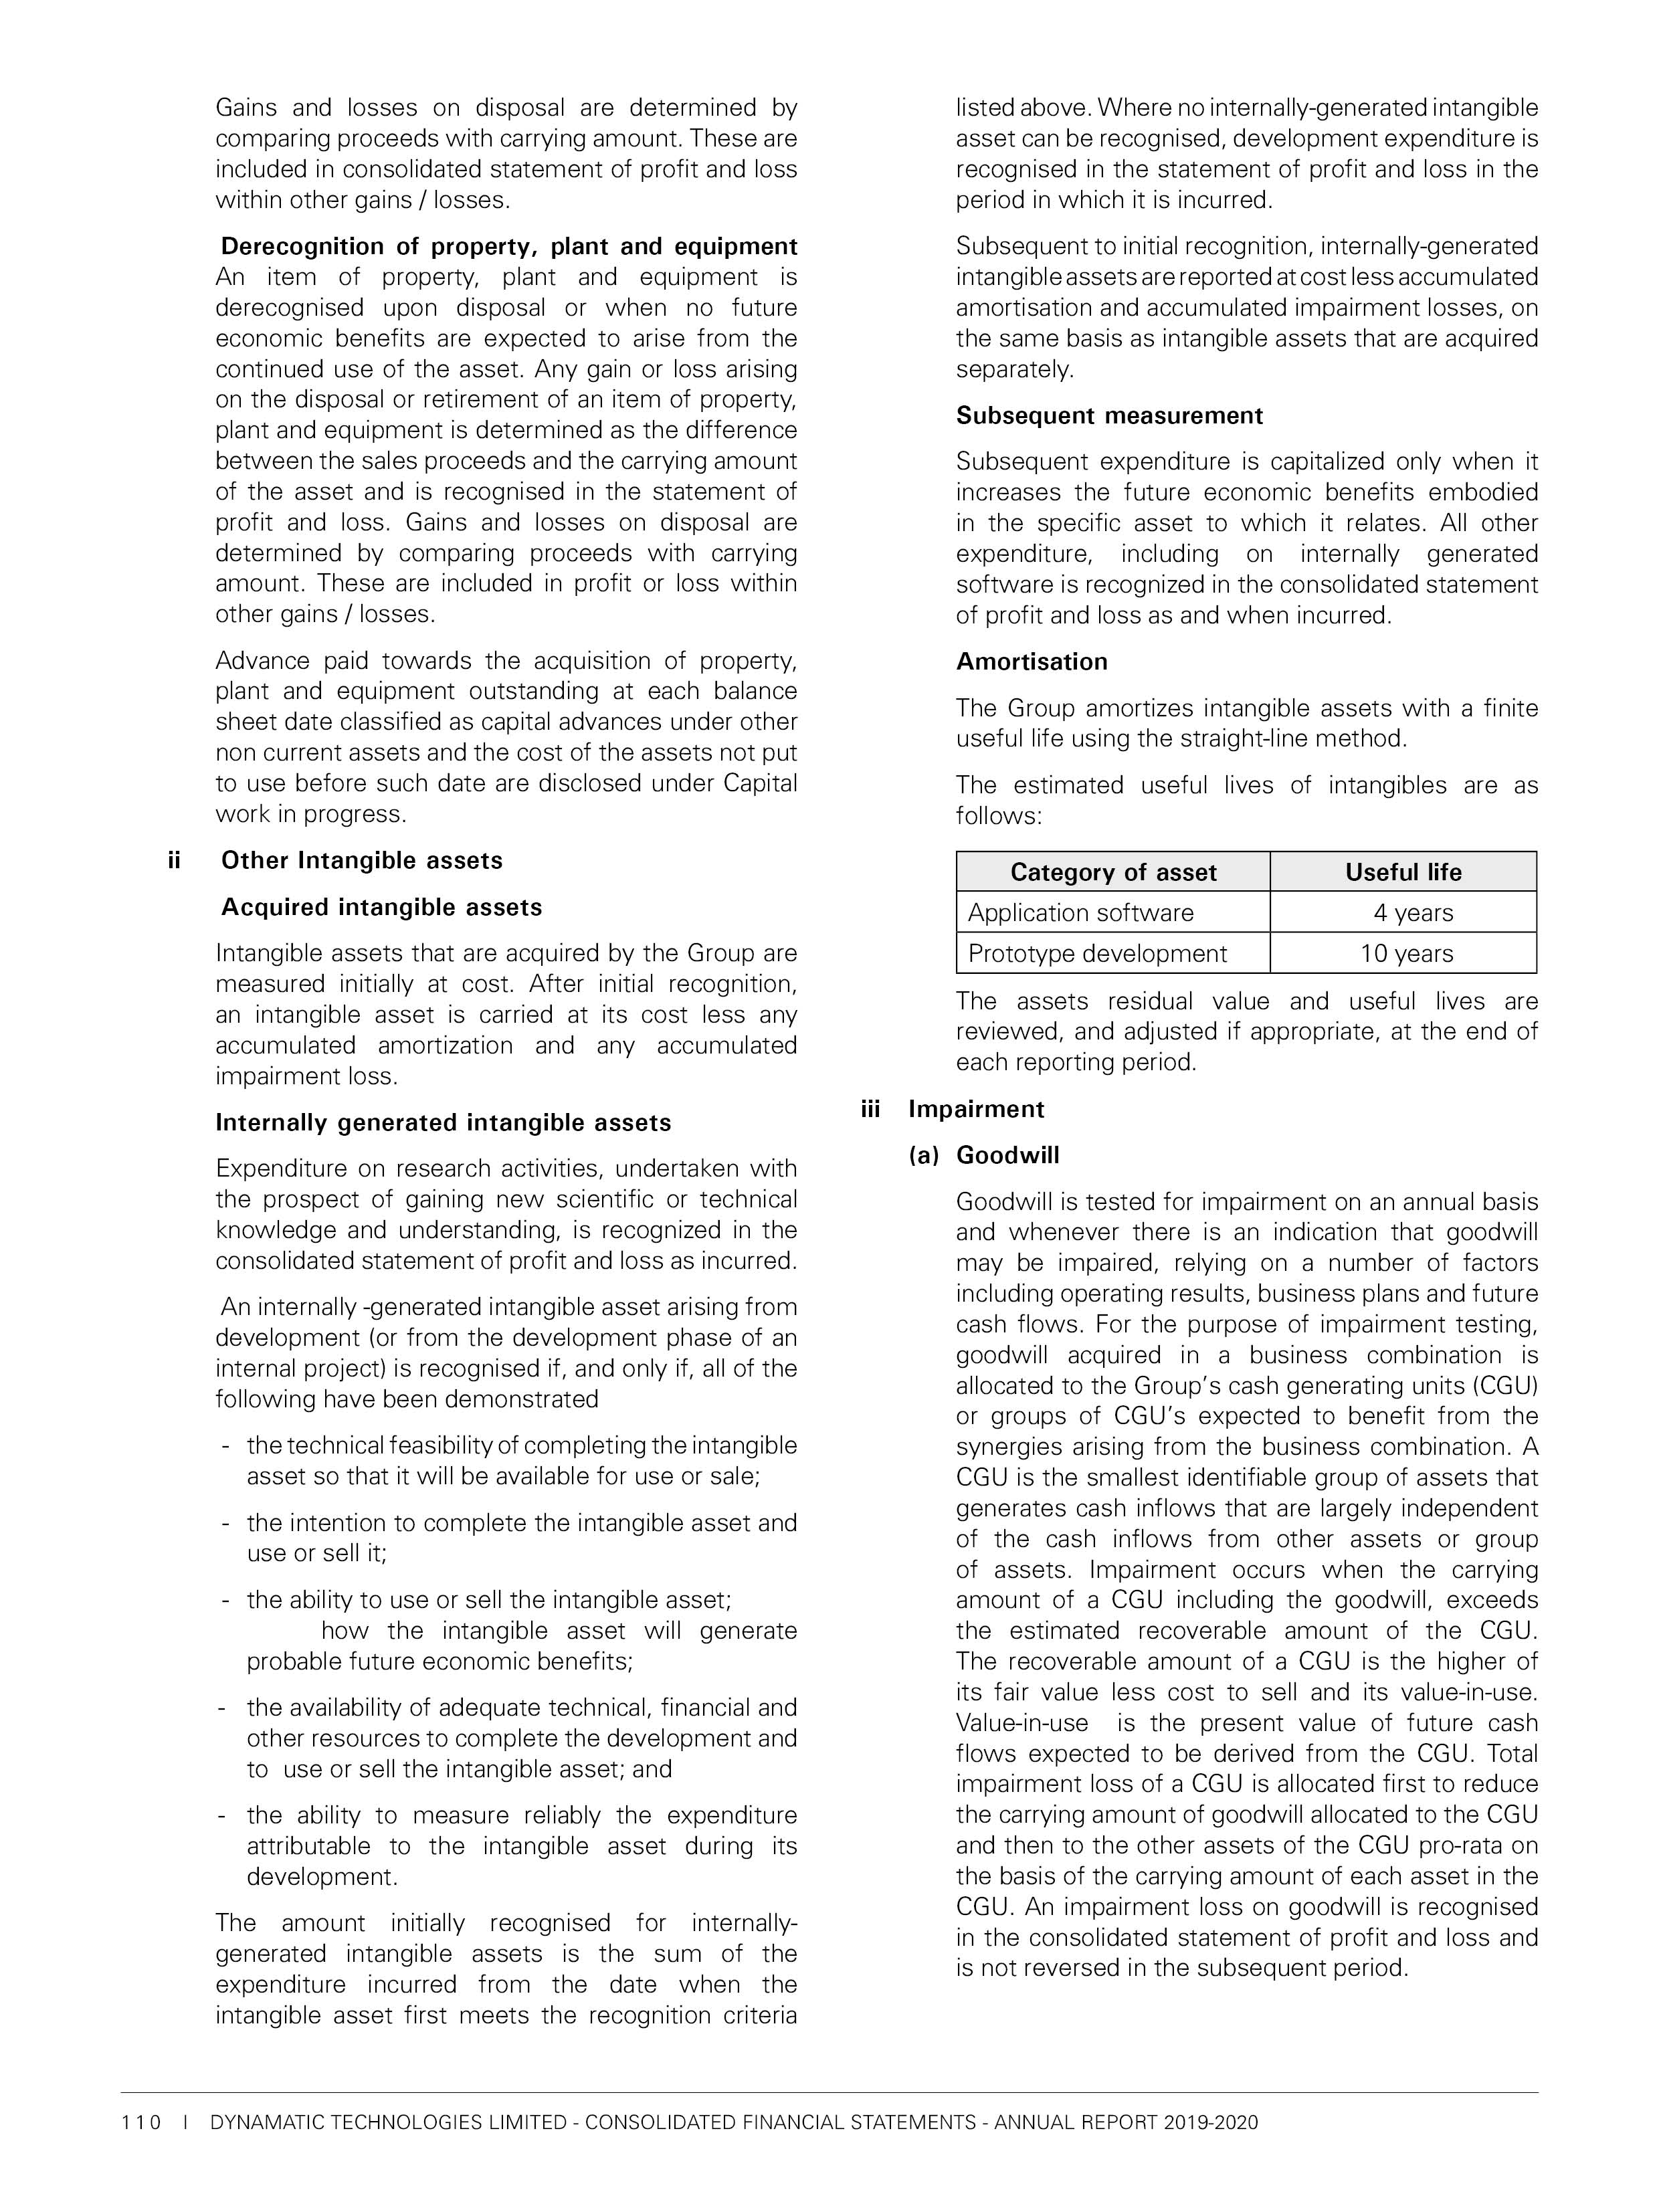 Gains and losses on disposal are determined by
comparing proceeds with carrying amount. These are
included in consolidated statement of profit and loss
within other gains / losses.
Derecognition of property, plant and equipment
An item of property, plant and equipment is
derecognised upon disposal or when no future
economic benefits are expected to arise from the
continued use of the asset. Any gain or loss arising
on the disposal or retirement of an item of property,
plant and equipment is determined as the difference
between the sales proceeds and the carrying amount
of the asset and is recognised in the statement of
profit and loss. Gains and losses on disposal are
determined by comparing proceeds with carrying
amount. These are included in profit or loss within
other gains / losses.
Advance paid towards the acquisition of property,
plant and equipment outstanding at each balance
sheet date classified as capital advances under other
non current assets and the cost of the assets not put
to use before such date are disclosed under Capital
work in progress.
ii Other Intangible assets
Acquired intangible assets
Intangible assets that are acquired by the Group are
measured initially at cost. After initial recognition,
an intangible asset is carried at its cost less any
accumulated amortization and any accumulated
impairment loss.
Internally generated intangible assets
Expenditure on research activities, undertaken with
the prospect of gaining new scientific or technical
knowledge and understanding, is recognized in the
consolidated statement of profit and loss as incurred.
An internally -generated intangible asset arising from
development (or from the development phase of an
internal project) is recognised if, and only if, all of the
following have been demonstrated
- the technical feasibility of completing the intangible
asset so that it will be available for use or sale;
- the intention to complete the intangible asset and
use or sell it;
- the ability to use or sell the intangible asset;
how the intangible asset will generate
probable future economic benefits;
- the availability of adequate technical, financial and
other resources to complete the development and
to use or sell the intangible asset; and
- the ability to measure reliably the expenditure
attributable to the intangible asset during its
development.
The amount initially recognised for internally-
generated intangible assets is the sum of the
expenditure incurred from the date when the
intangible asset first meets the recognition criteria
listed above. Where no internally-generated intangible
asset can be recognised, development expenditure is
recognised in the statement of profit and loss in the
period in which it is incurred.
Subsequent to initial recognition, internally-generated
intangible assets are reported at cost less accumulated
amortisation and accumulated impairment losses, on
the same basis as intangible assets that are acquired
separately.
Subsequent measurement
Subsequent expenditure is capitalized only when it
increases the future economic benefits embodied
in the specific asset to which it relates. All other
expenditure, including on internally generated
software is recognized in the consolidated statement
of profit and loss as and when incurred.
Amortisation
The Group amortizes intangible assets with a finite
useful life using the straight-line method.
The estimated useful lives of intangibles are as
follows:
Category of asset Useful life
Application software 4 years
Prototype development 10 years
The assets residual value and useful lives are
reviewed, and adjusted if appropriate, at the end of
each reporting period.
iii Impairment
(a) Goodwill
Goodwill is tested for impairment on an annual basis
and whenever there is an indication that goodwill
may be impaired, relying on a number of factors
including operating results, business plans and future
cash flows. For the purpose of impairment testing,
goodwill acquired in a business combination is
allocated to the Group's cash generating units (CGU)
or groups of CGU's expected to benefit from the
synergies arising from the business combination. A
CGU is the smallest identifiable group of assets that
generates cash inflows that are largely independent
of the cash inflows from other assets or group
of assets. Impairment occurs when the carrying
amount of a CGU including the goodwill, exceeds
the estimated recoverable amount of the CGU.
The recoverable amount of a CGU is the higher of
its fair value less cost to sell and its value-in-use.
Value-in-use is the present value of future cash
flows expected to be derived from the CGU. Total
impairment loss of a CGU is allocated first to reduce
the carrying amount of goodwill allocated to the CGU
and then to the other assets of the CGU pro-rata on
the basis of the carrying amount of each asset in the
CGU. An impairment loss on goodwill is recognised
in the consolidated statement of profit and loss and
is not reversed in the subsequent period.
110 I DYNAMATIC TECHNOLOGIES LIMITED - CONSOLIDATED FINANCIAL STATEMENTS - ANNUAL REPORT 2019-2020